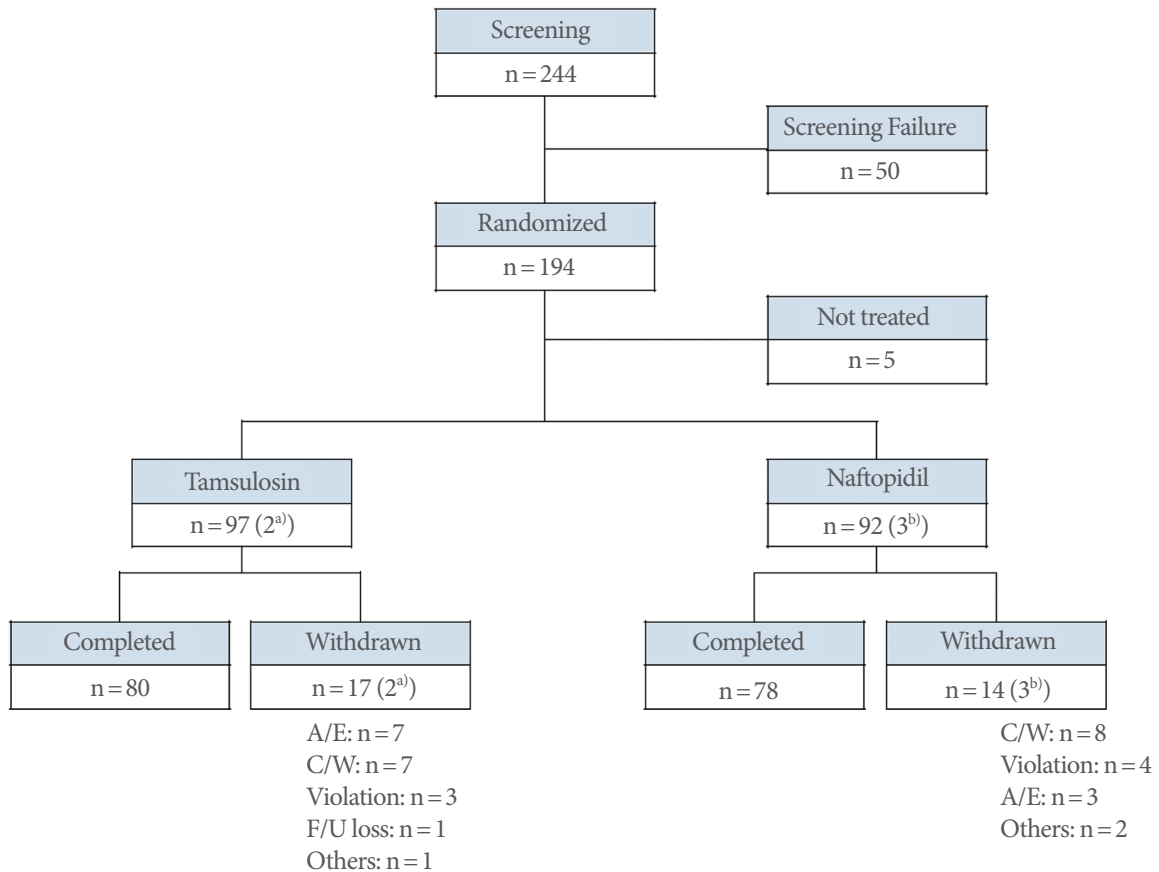 Screening
n = 244
Screening Failure
n = 50
Randomized
n = 194
Not treated
n = 5
Tamsulosin
n = 97 (2a))
Naftopidil
n = 92 (3b))
Completed
n = 80
Withdrawn
n = 17 (2a))
A/E: n = 7
C/W: n = 7
Violation: n = 3
F/U loss: n = 1
Others: n = 1
Completed
n = 78
Withdrawn
n = 14 (3b))
C/W: n = 8
Violation: n = 4
A/E: n = 3
Others: n = 2